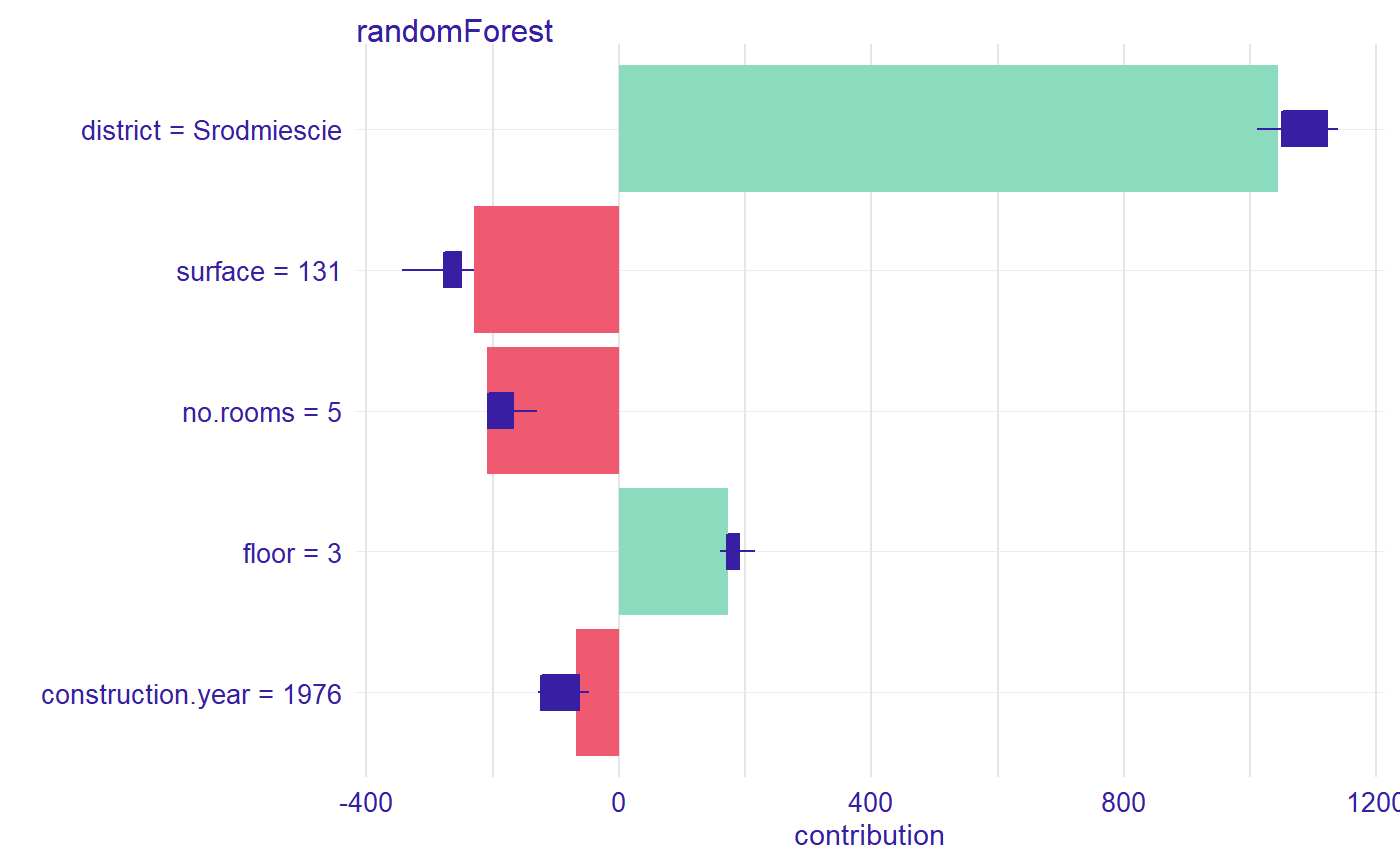 randomForest
district = Srodmiescie
surface = 131
no.rooms = 5
floor = 3
construction.year = 1976
-400 0 400 800 1200
contribution